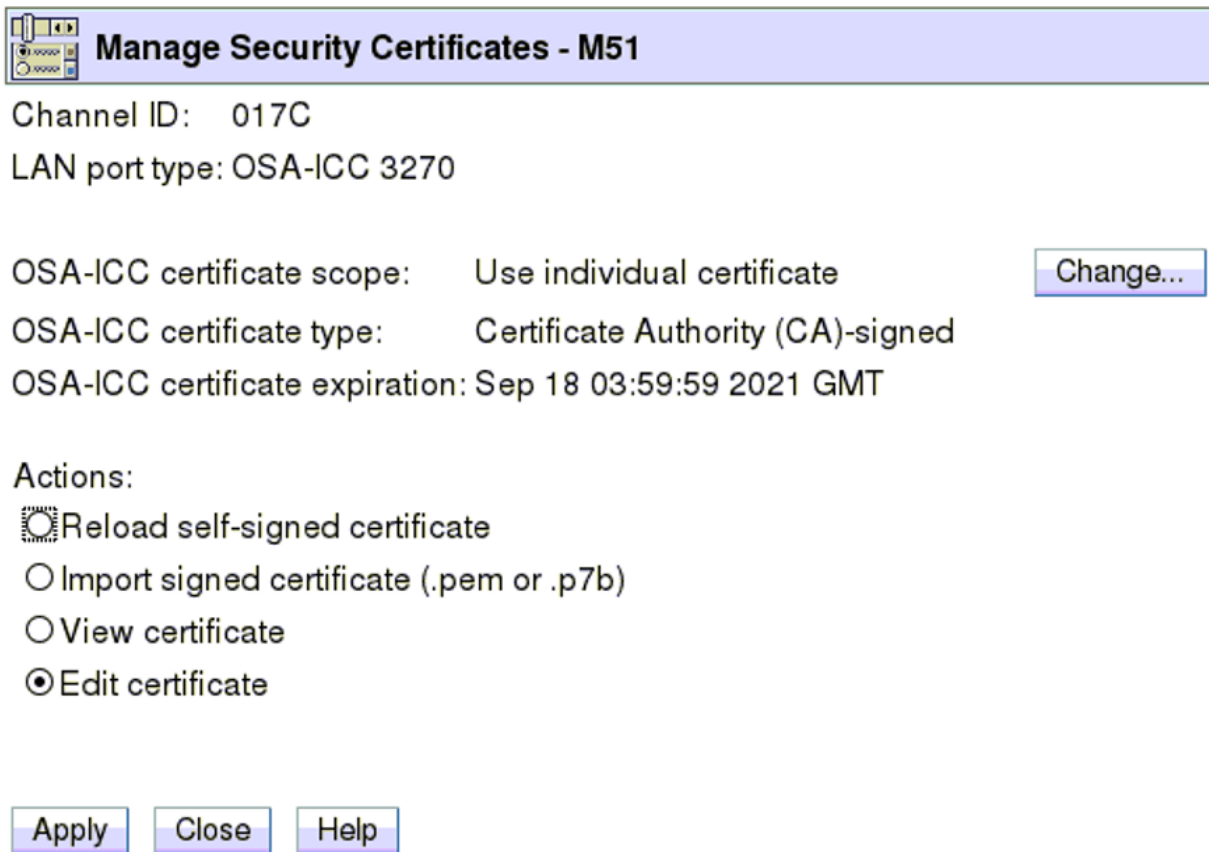 Manage Security Certificates - M51
Channel ID: 017C
LAN port type: OSA-ICC 3270
OSA-ICC certificate scope: Use individual certificate Change...
OSA-ICC certificate type: Certificate Authority (CA)-signed
OSA-ICC certificate expiration: Sep 18 03:59:59 2021 GMT
Actions:
Reload self-signed certificate
Import signed certificate (.pem or .p7b)
View certificate
Edit certificate
Apply Close Help